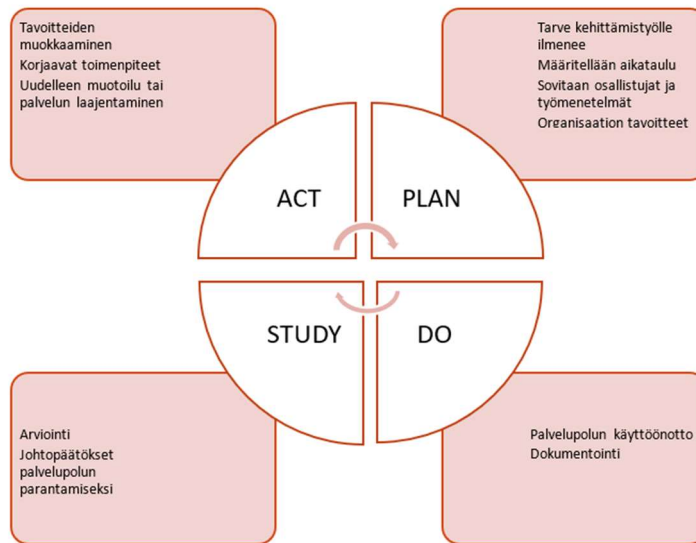 Tavoitteiden
muokkaaminen
Korjaavat toimenpiteet
Uudelleen muotoilu tai
palvelun laajentaminen
Tarve kehittämistyölle
ilmenee
Määritellään aikataulu
Sovitaan osallistujat ja
työmenetelmät
Organisaation tavoitteet
ACT
PLAN
STUDY
DO
Arviointi
Johtopäätökset
palvelupolun
parantamiseksi
Palvelupolun käyttöönotto
Dokumentointi